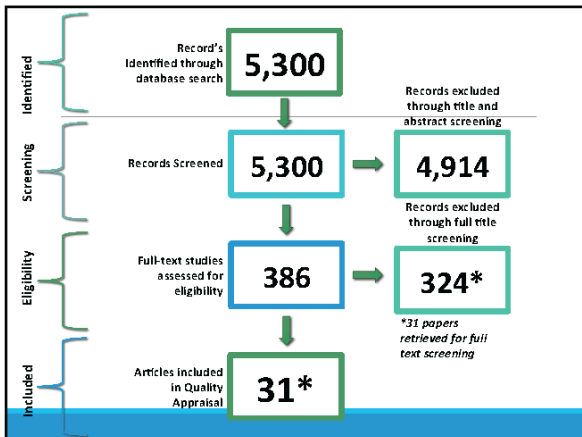 Identified
Record's
Identified through
database search
5,300
Records excluded
through title and
abstract screening
Screening
Records Screened
5,300
4,914
Records excluded
through full title
screening
Eligibility
Full-text studies
assessed for
eligibility
386
324*
*31 papers
retrieved for full
text screening
Included
Articles included
in Quality
Appraisal
31*